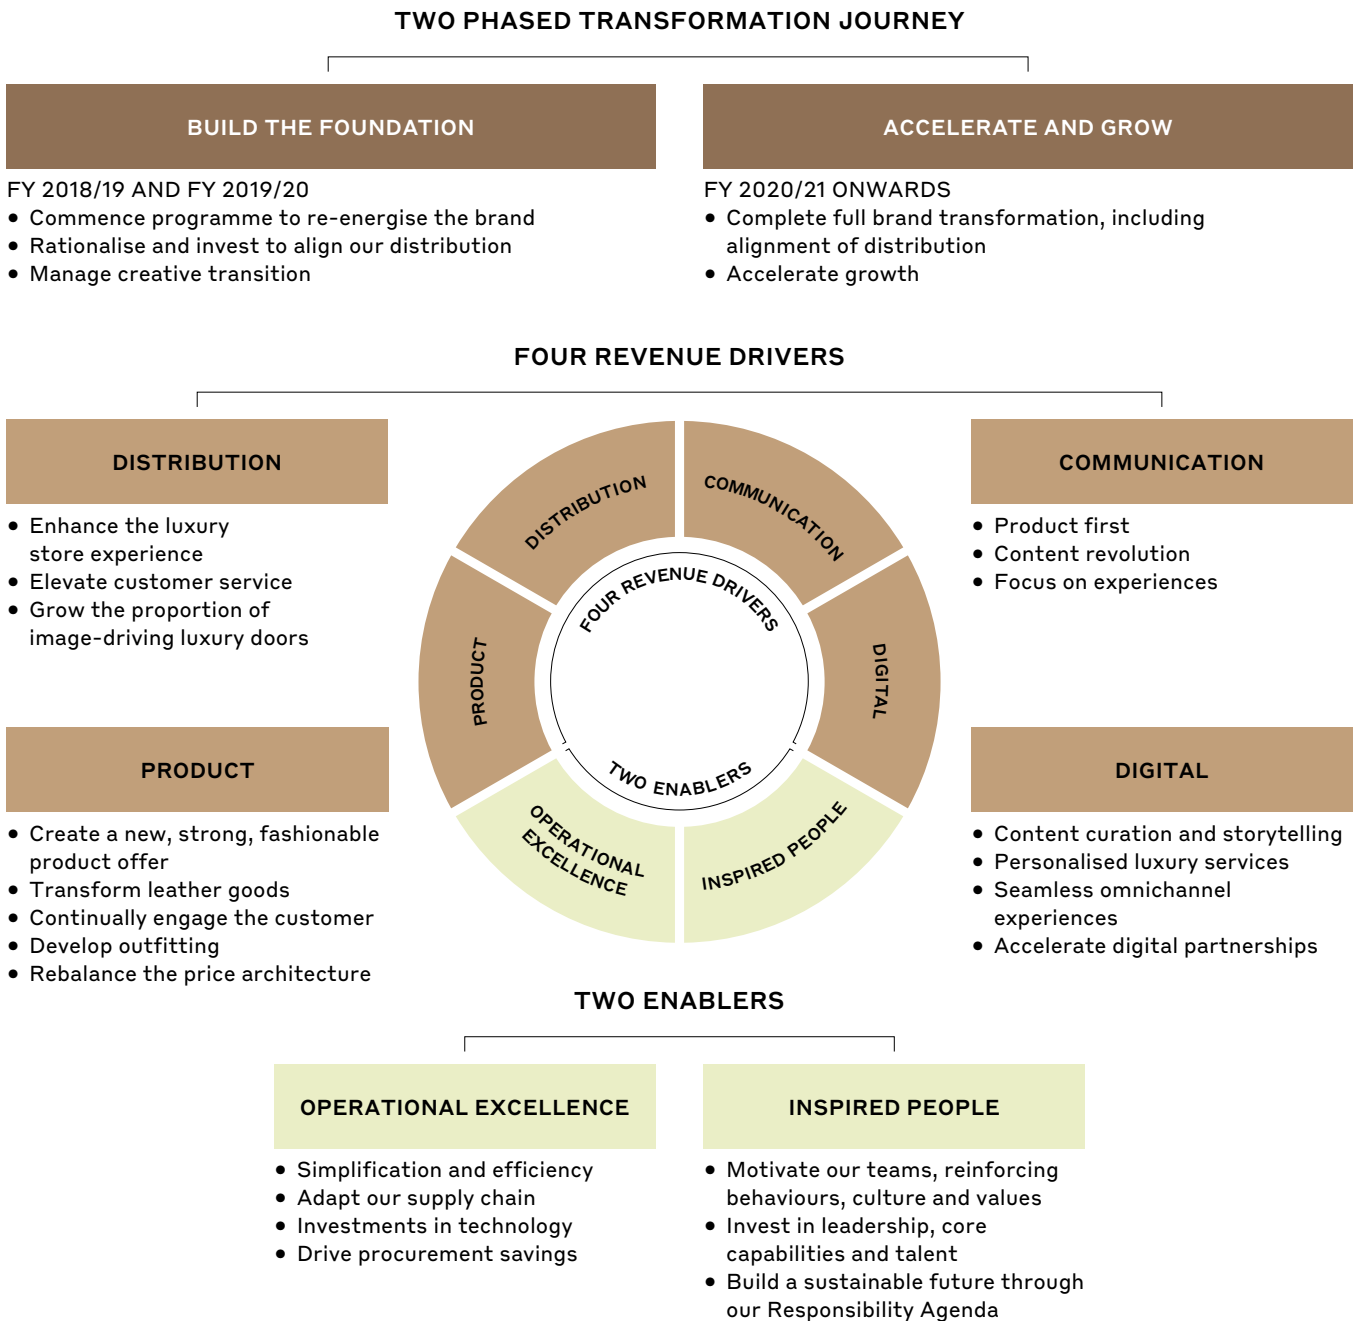 TWO PHASED TRANSFORMATION JOURNEY
BUILD THE FOUNDATION
FY 2018/19 AND FY 2019/20
• Commence programme to re-energise the brand
• Rationalise and invest to align our distribution
• Manage creative transition
ACCELERATE AND GROW
FY 2020/21 ONWARDS
• Complete full brand transformation, including
alignment of distribution
• Accelerate growth
FOUR REVENUE DRIVERS
DISTRIBUTION
• Enhance the luxury
store experience
• Elevate customer service
• Grow the proportion of
image-driving luxury doors
PRODUCT
• Create a new, strong, fashionable
product offer
• Transform leather goods
• Continually engage the customer
• Develop outfitting
• Rebalance the price architecture
DISTRIBUTION
COMMUNICATION
FOUR REVENUE DRIVERS
PRODUCT
DIGITAL
TWO ENABLERS
OPERATIONAL
EXCELLENCE
INSPIRED PEOPLE
COMMUNICATION
• Product first
• Content revolution
• Focus on experiences
DIGITAL
• Content curation and storytelling
• Personalised luxury services
• Seamless omnichannel
experiences
• Accelerate digital partnerships
TWO ENABLERS
OPERATIONAL EXCELLENCE
• Simplification and efficiency
• Adapt our supply chain
• Investments in technology
• Drive procurement savings
INSPIRED PEOPLE
• Motivate our teams, reinforcing
behaviours, culture and values
• Invest in leadership, core
capabilities and talent
• Build a sustainable future through
our Responsibility Agenda